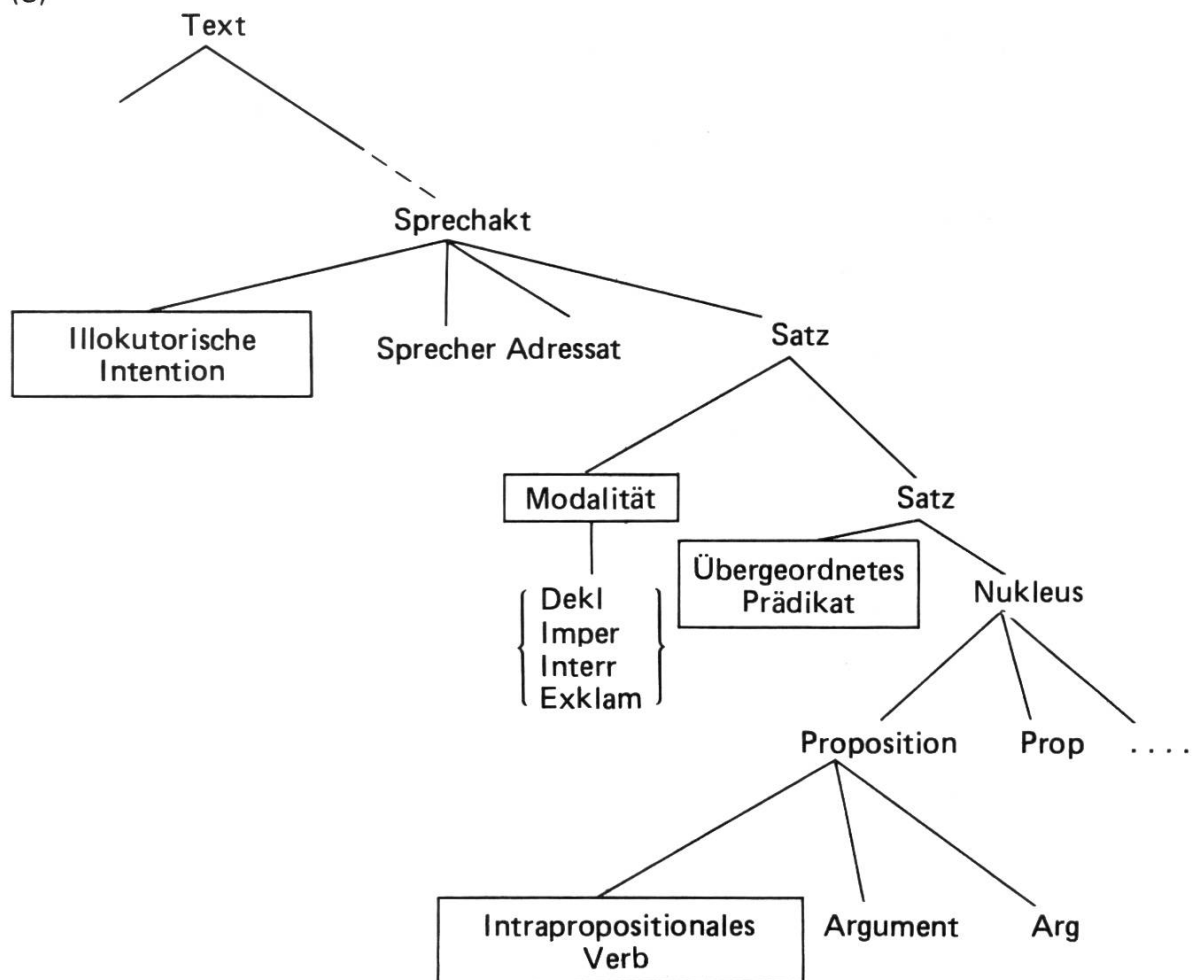 Text
Sprechakt
Illokutorische
Intention
Sprecher Adressat
Satz
Modalität
Satz
Dekl
Imper
Interr
Exklam
Übergeordnetes
Prädikat
Nukleus
Proposition Prop ....
Intrapropositionales
Verb
Argument Arg